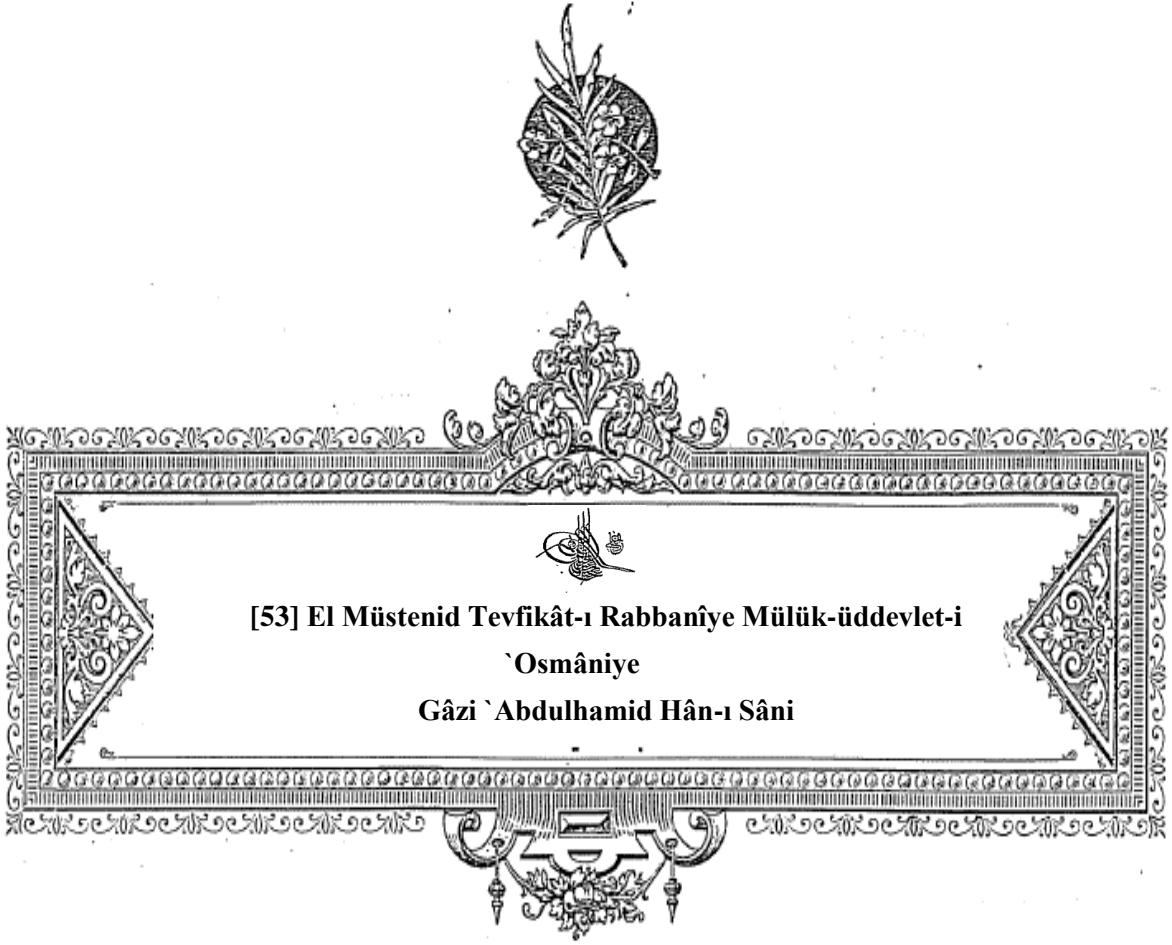 [53] El Müstenid Tevfikât-ı Rabbanîye Mülük-üddevlet-i
`Osmâniye
Gâzi `Abdulhamid Hân-ı Sâni